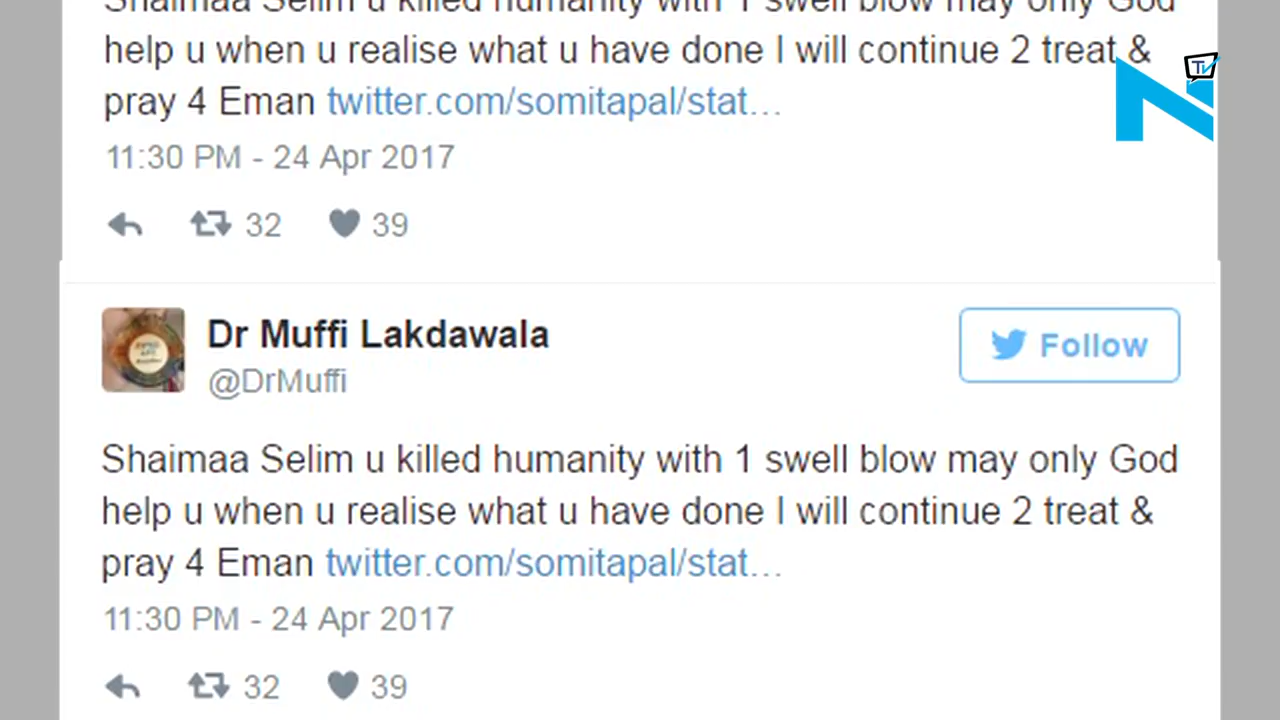 Shaimaa Selim u killed humanity with 1 swell blow may only God
help u when u realise what u have done I will continue 2 treat &
pray 4 Eman twitter.com/somitapal/stat...
11:30 PM - 24 Apr 2017
32 39
TV
N
Dr Muffi Lakdawala
@DrMuffi
Follow
Shaimaa Selim u killed humanity with 1 swell blow may only God
help u when u realise what u have done I will continue 2 treat &
pray 4 Eman twitter.com/somitapal/stat...
11:30 PM - 24 Apr 2017
32 39